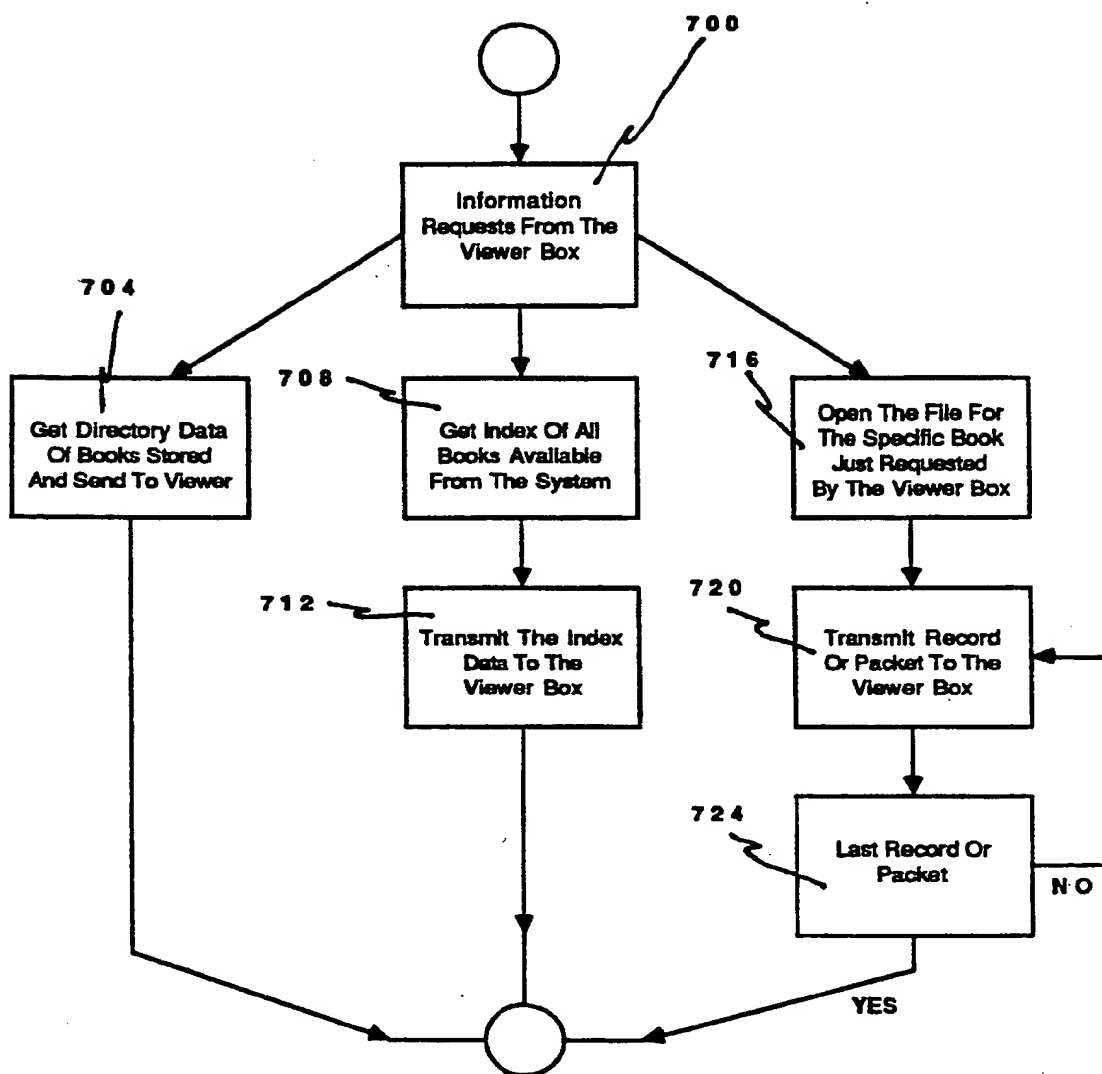 700
Information
Requests From The
Viewer Box
704
Get Directory Data
Of Books Stored
And Send To Viewer
708
Get Index Of All
Books Available
From The System
716
Open The File For
The Specific Book
Just Requested
By The Viewer Box
712
Transmit The Index
Data To The
Viewer Box
720
Transmit Record
Or Packet To The
Viewer Box
724
Last Record Or
Packet
NO
YES